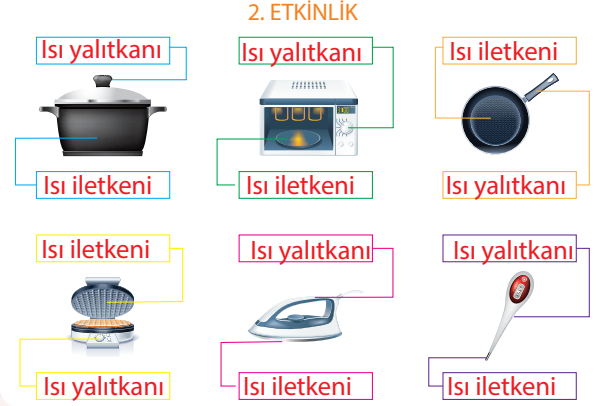 2. ETKİNLİK
Isı yalıtkanı
Isı yalıtkanı
Isı iletkeni
Isı iletkeni
Isı iletkeni
Isı yalıtkanı
Isı iletkeni
Isı yalıtkanı
Isı yalıtkanı
Isı yalıtkanı
Isı iletkeni
Isı iletkeni